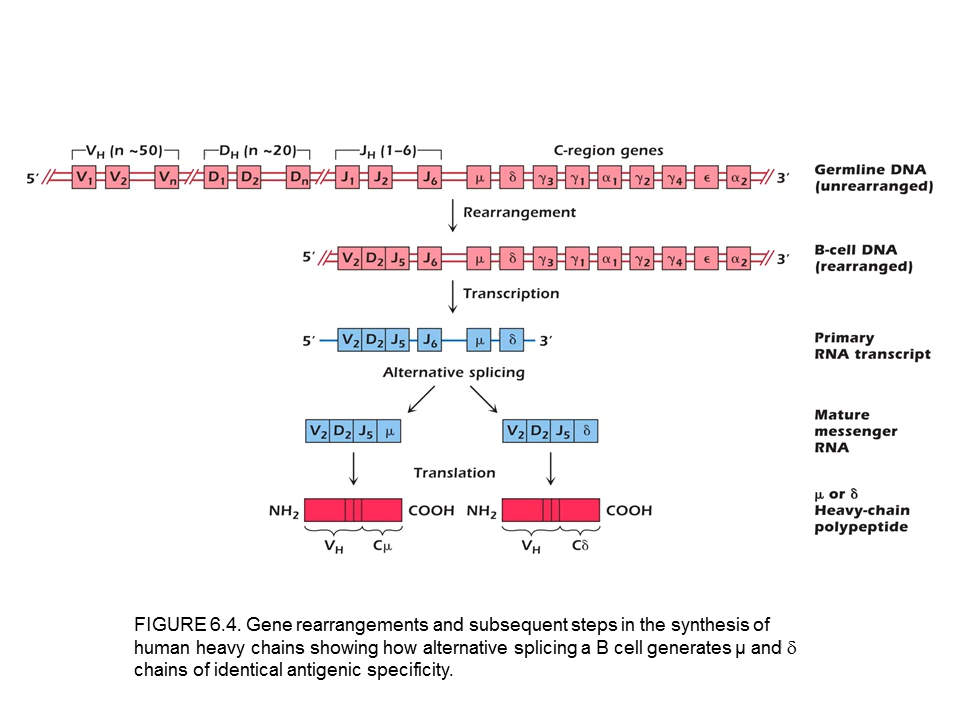 V_H (n ~50) D_H (n ~20) J_H (1–6) C-region genes
5′ V1 V2 Vn D1 D2 Dn J1 J2 J6 μ δ γ3 γ1 α1 γ2 γ4 ϵ α2 3′
Germline DNA
(unrearranged)
Rearrangement
5′ V2 D2 J5 J6 μ δ γ3 γ1 α1 γ2 γ4 ϵ α2 3′
B-cell DNA
(rearranged)
Transcription
5′ V2 D2 J5 J6 μ δ 3′
Primary
RNA transcript
Alternative splicing
V2 D2 J5 μ V2 D2 J5 δ
Mature
messenger
RNA
Translation
NH2 COOH NH2 COOH
μ or δ
Heavy-chain
polypeptide
V_H Cμ V_H Cδ
FIGURE 6.4. Gene rearrangements and subsequent steps in the synthesis of
human heavy chains showing how alternative splicing a B cell generates μ and δ
chains of identical antigenic specificity.